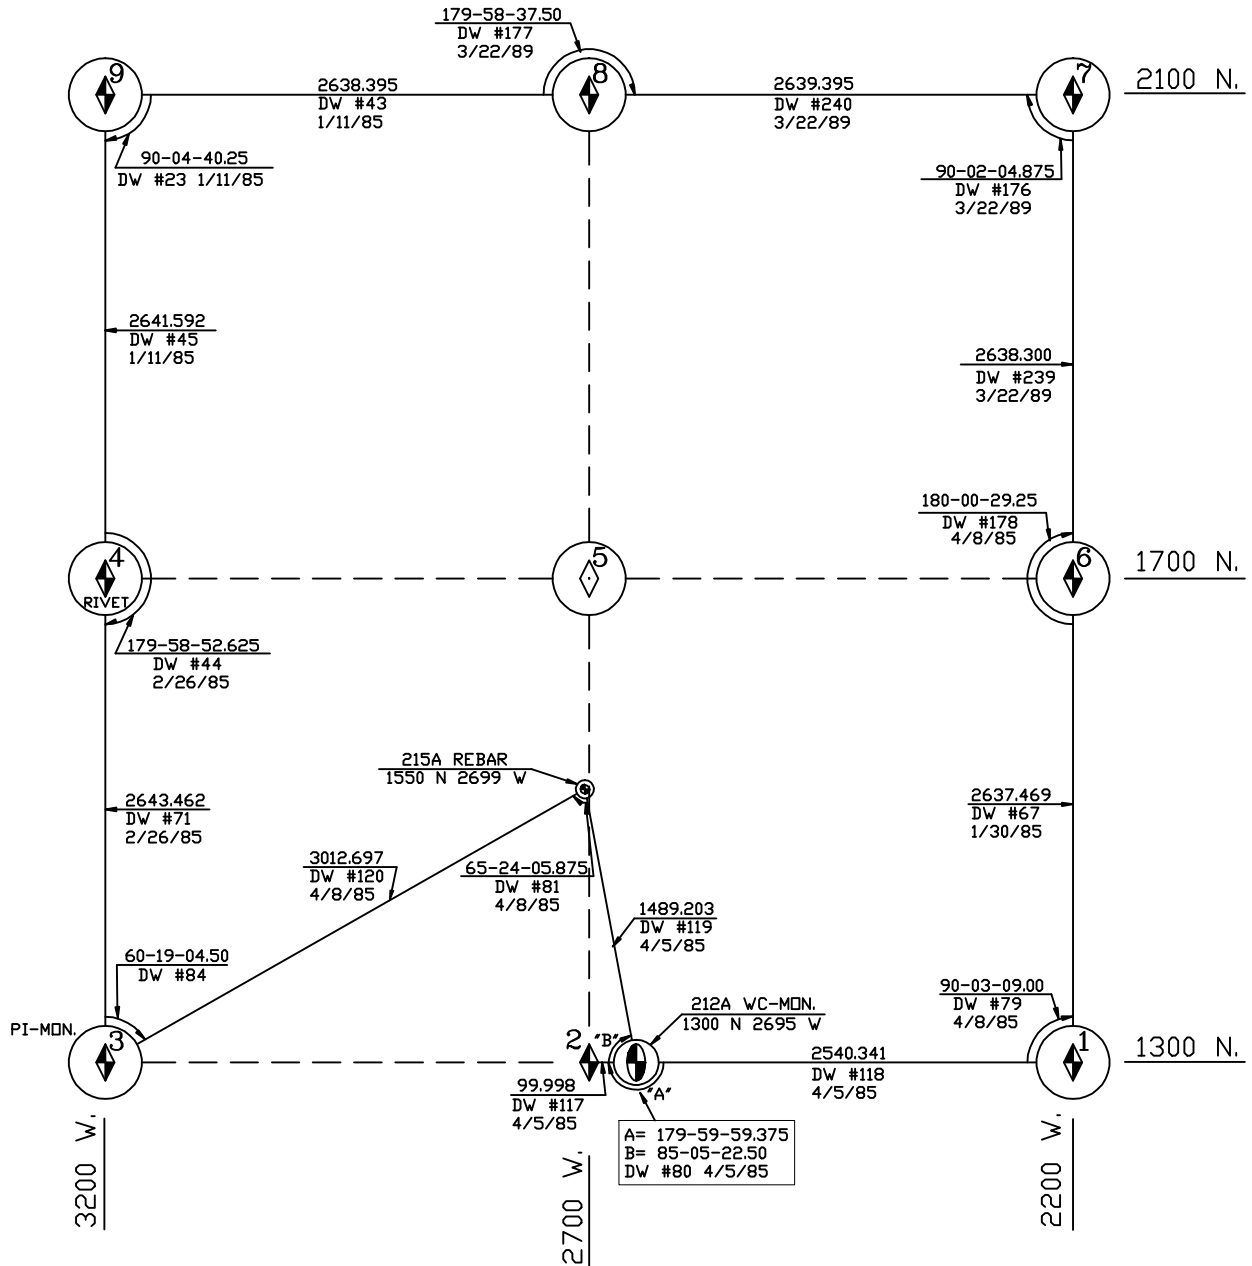 179-58-37.50
DW #177
3/22/89
9
2638.395
DW #43
1/11/85
8
2639.395
DW #240
3/22/89
7
2100 N.
90-04-40.25
DW #23 1/11/85
90-02-04.875
DW #176
3/22/89
2641.592
DW #45
1/11/85
2638.300
DW #239
3/22/89
180-00-29.25
DW #178
4/8/85
4
RIVET
5
6
1700 N.
179-58-52.625
DW #44
2/26/85
215A REBAR
1550 N 2699 W
2643.462
DW #71
2/26/85
2637.469
DW #67
1/30/85
3012.697
DW #120
4/8/85
65-24-05.875
DW #81
4/8/85
1489.203
DW #119
4/5/85
60-19-04.50
DW #84
90-03-09.00
DW #79
4/8/85
212A WC-MON.
1300 N 2695 W
PI-MON.
3
2
"B"
"A"
1
1300 N.
99.998
DW #117
4/5/85
2540.341
DW #118
4/5/85
A= 179-59-59.375
B= 85-05-22.50
DW #80 4/5/85
3200 W.
2700 W.
2200 W.